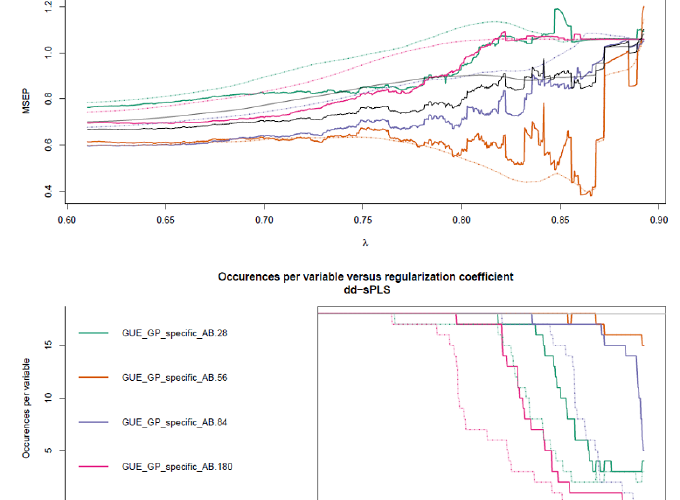 1.2
1.0
0.8
0.6
0.4
MSEP
0.60 0.65 0.70 0.75 0.80 0.85 0.90
λ
Occurences per variable versus regularization coefficient
dd−sPLS
Occurences per variable
15
10
5
GUE_GP_specific_AB.28
GUE_GP_specific_AB.56
GUE_GP_specific_AB.84
GUE_GP_specific_AB.180